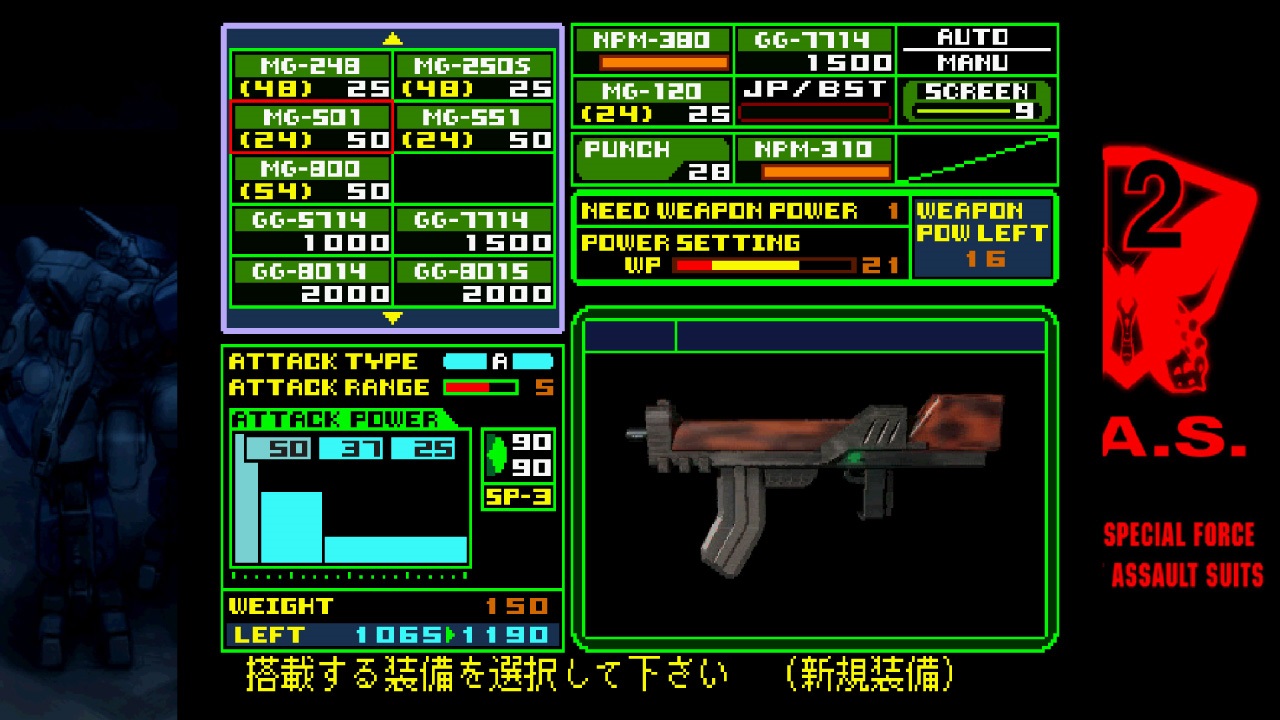 MG-248 MG-250S
(48) 25 (48) 25
MG-501 MG-551
(24) 50 (24) 50
MG-800
(54) 50
GG-5714 GG-7714
1000 1500
GG-8014 GG-8015
2000 2000
NPM-380 GG-7714 AUTO
1500 MANU
MG-120 JP/BST SCREEN
(24) 25 9
PUNCH NPM-310
28
NEED WEAPON POWER 1
POWER SETTING
WP 21
WEAPON
POW LEFT
16
ATTACK TYPE A
ATTACK RANGE 5
ATTACK POWER
50 37 25
90
90
SP-3
WEIGHT 150
LEFT 1065▶1190
搭載する装備を選択して下さい (新規装備)
2
A.S.
SPECIAL FORCE
ASSAULT SUITS